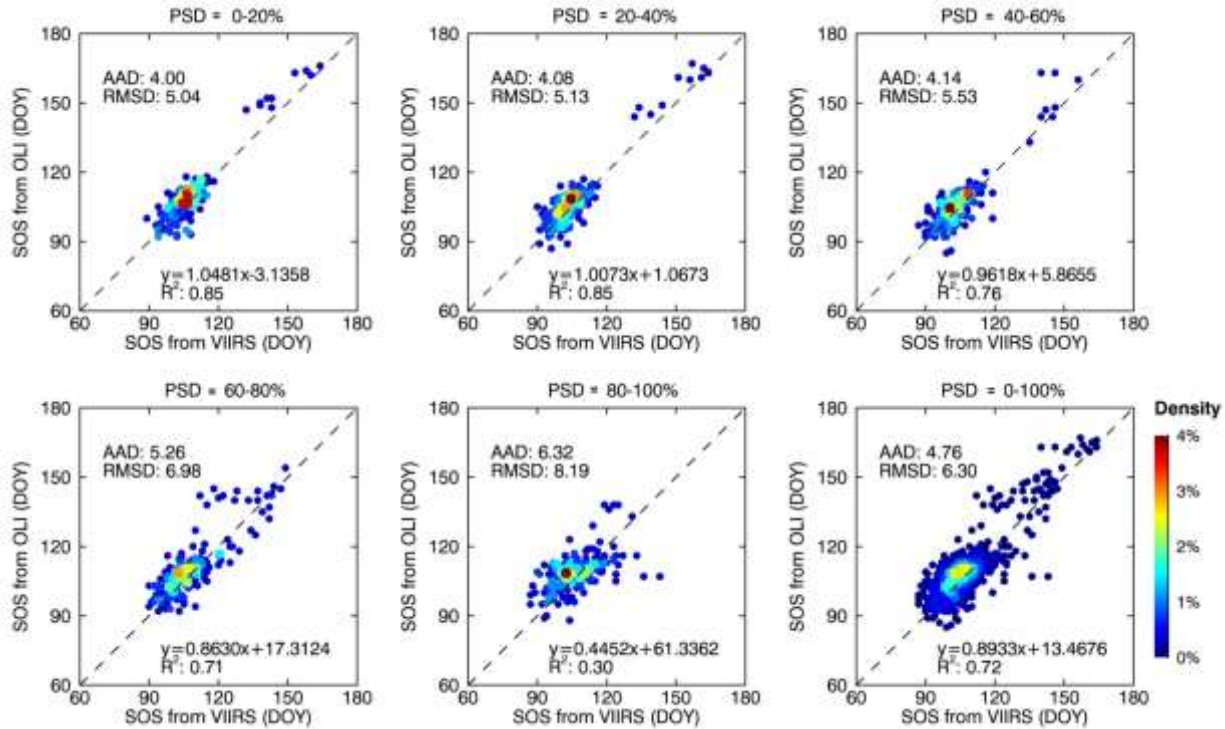 PSD = 0-20%
PSD = 20-40%
PSD = 40-60%
180
150
120
90
60
SOS from OLI (DOY)
AAD: 4.00
RMSD: 5.04
y=1.0481x-3.1358
R²: 0.85
60 90 120 150 180
SOS from VIIRS (DOY)
180
150
120
90
60
SOS from OLI (DOY)
AAD: 4.08
RMSD: 5.13
y=1.0073x+1.0673
R²: 0.85
60 90 120 150 180
SOS from VIIRS (DOY)
180
150
120
90
60
SOS from OLI (DOY)
AAD: 4.14
RMSD: 5.53
y=0.9618x+5.8655
R²: 0.76
60 90 120 150 180
SOS from VIIRS (DOY)
PSD = 60-80%
PSD = 80-100%
PSD = 0-100%
180
150
120
90
60
SOS from OLI (DOY)
AAD: 5.26
RMSD: 6.98
y=0.8630x+17.3124
R²: 0.71
60 90 120 150 180
SOS from VIIRS (DOY)
180
150
120
90
60
SOS from OLI (DOY)
AAD: 6.32
RMSD: 8.19
y=0.4452x+61.3362
R²: 0.30
60 90 120 150 180
SOS from VIIRS (DOY)
180
150
120
90
60
SOS from OLI (DOY)
AAD: 4.76
RMSD: 6.30
y=0.8933x+13.4676
R²: 0.72
60 90 120 150 180
SOS from VIIRS (DOY)
Density
4%
3%
2%
1%
0%